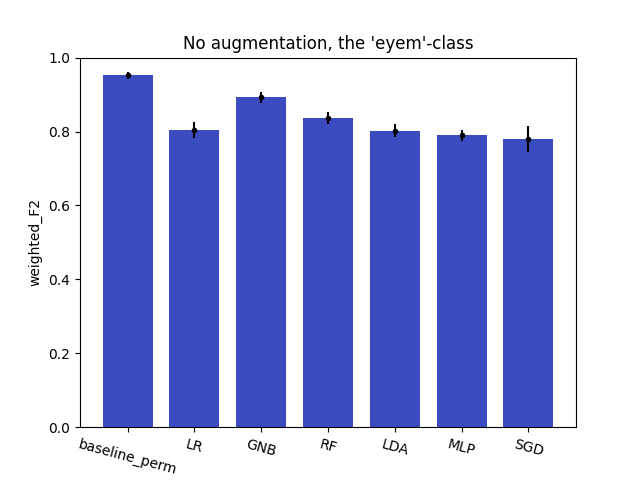 No augmentation, the 'eyem'-class
weighted_F2
1.0
0.8
0.6
0.4
0.2
0.0
baseline_perm
LR
GNB
RF
LDA
MLP
SGD